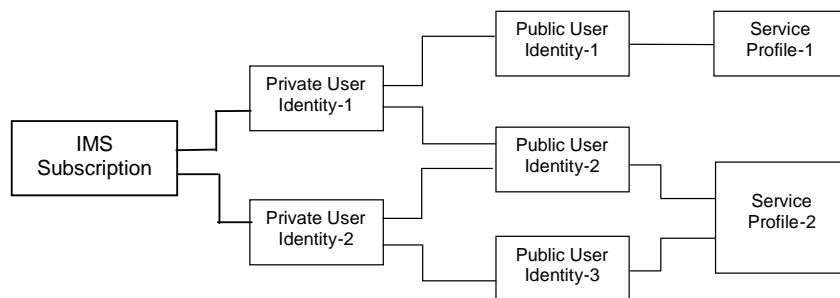 IMS
Subscription
Private User
Identity-1
Private User
Identity-2
Public User
Identity-1
Public User
Identity-2
Public User
Identity-3
Service
Profile-1
Service
Profile-2